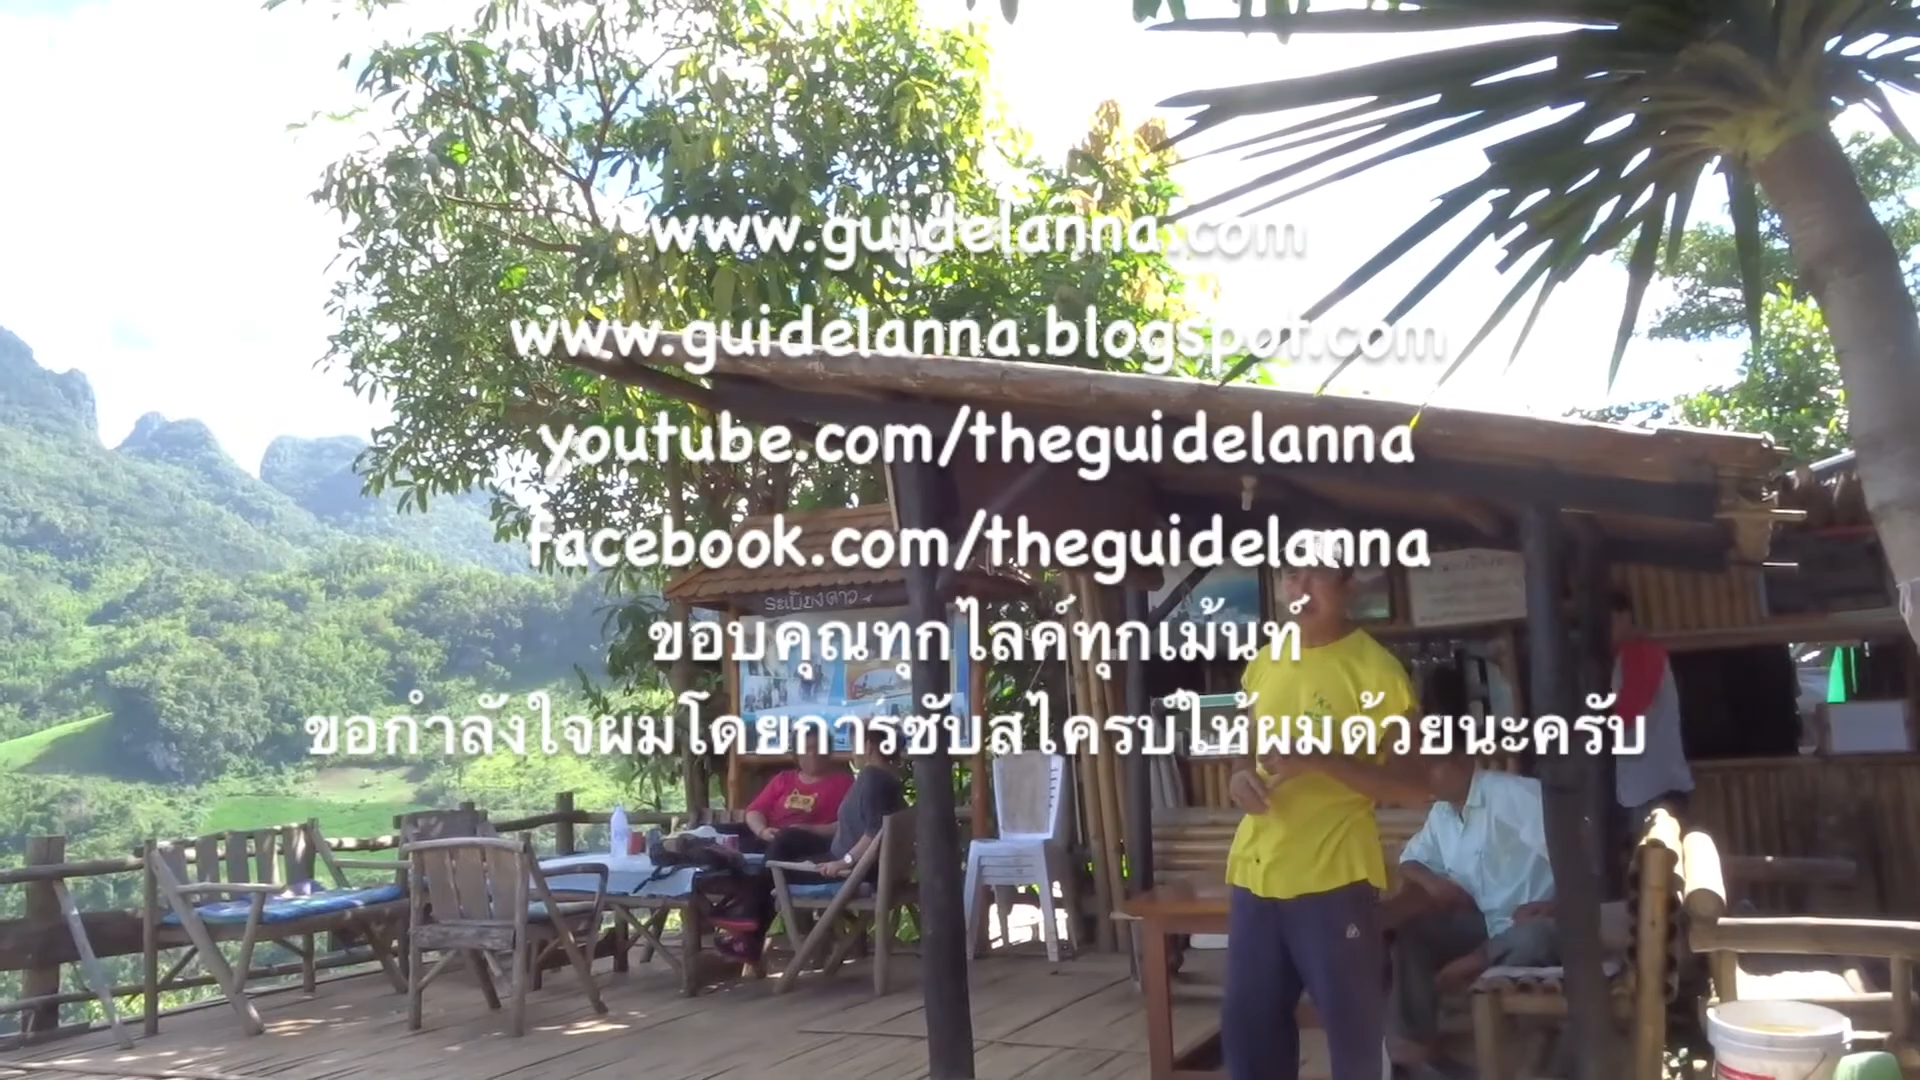 www.guidelanna.com
www.guidelanna.blogspot.com
youtube.com/theguidelanna
facebook.com/theguidelanna
ระเบียงดาว
ขอบคุณทุกไลค์ทุกเม้นท์
ขอกำลังใจผมโดยการซับสไครบ์ให้ผมด้วยนะครับ